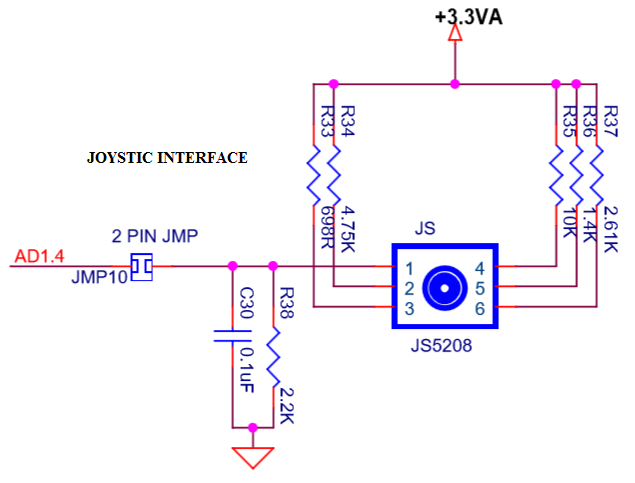 +3.3VA
R33
R34
R35
R36
R37
JOYSTIC INTERFACE
698R
4.75K
10K
1.4K
2.61K
2 PIN JMP
JS
AD1.4
JMP10
1
2
3
4
5
6
C30
R38
JS5208
0.1uF
2.2K